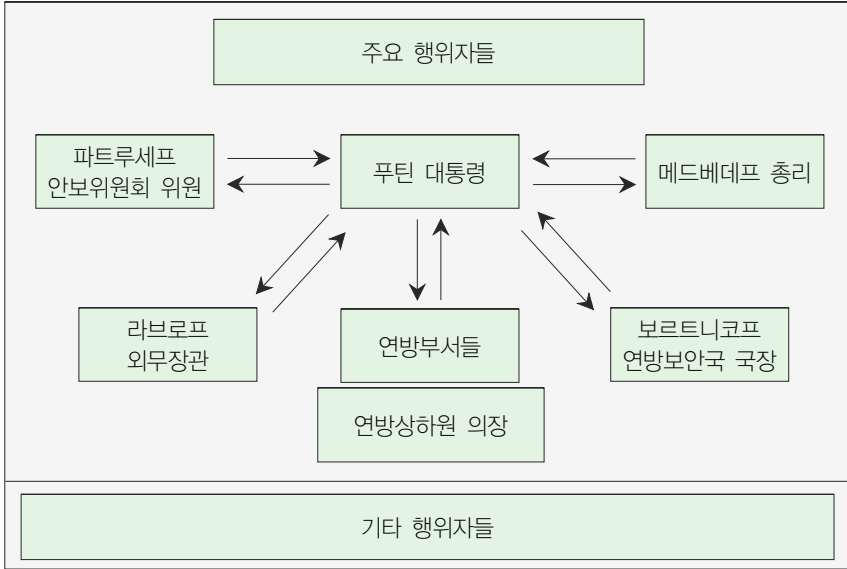 주요 행위자들
파트루세프
안보위원회 위원
푸틴 대통령
메드베데프 총리
라브로프
외무장관
연방부서들
보르트니코프
연방보안국 국장
연방상하원 의장
기타 행위자들